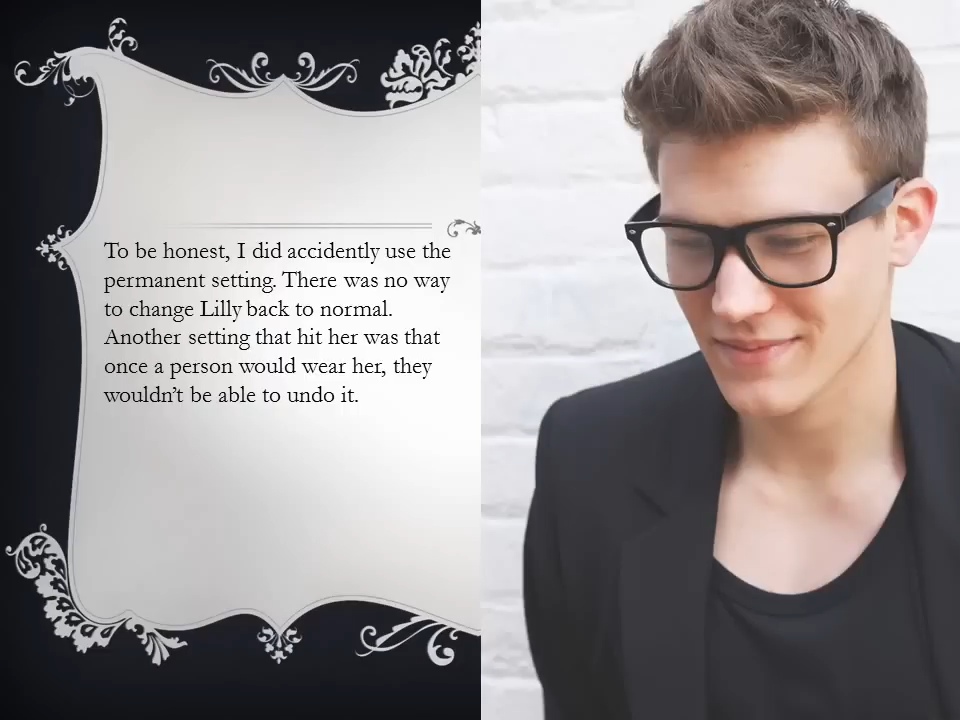 To be honest, I did accidently use the
permanent setting. There was no way
to change Lilly back to normal.
Another setting that hit her was that
once a person would wear her, they
wouldn’t be able to undo it.